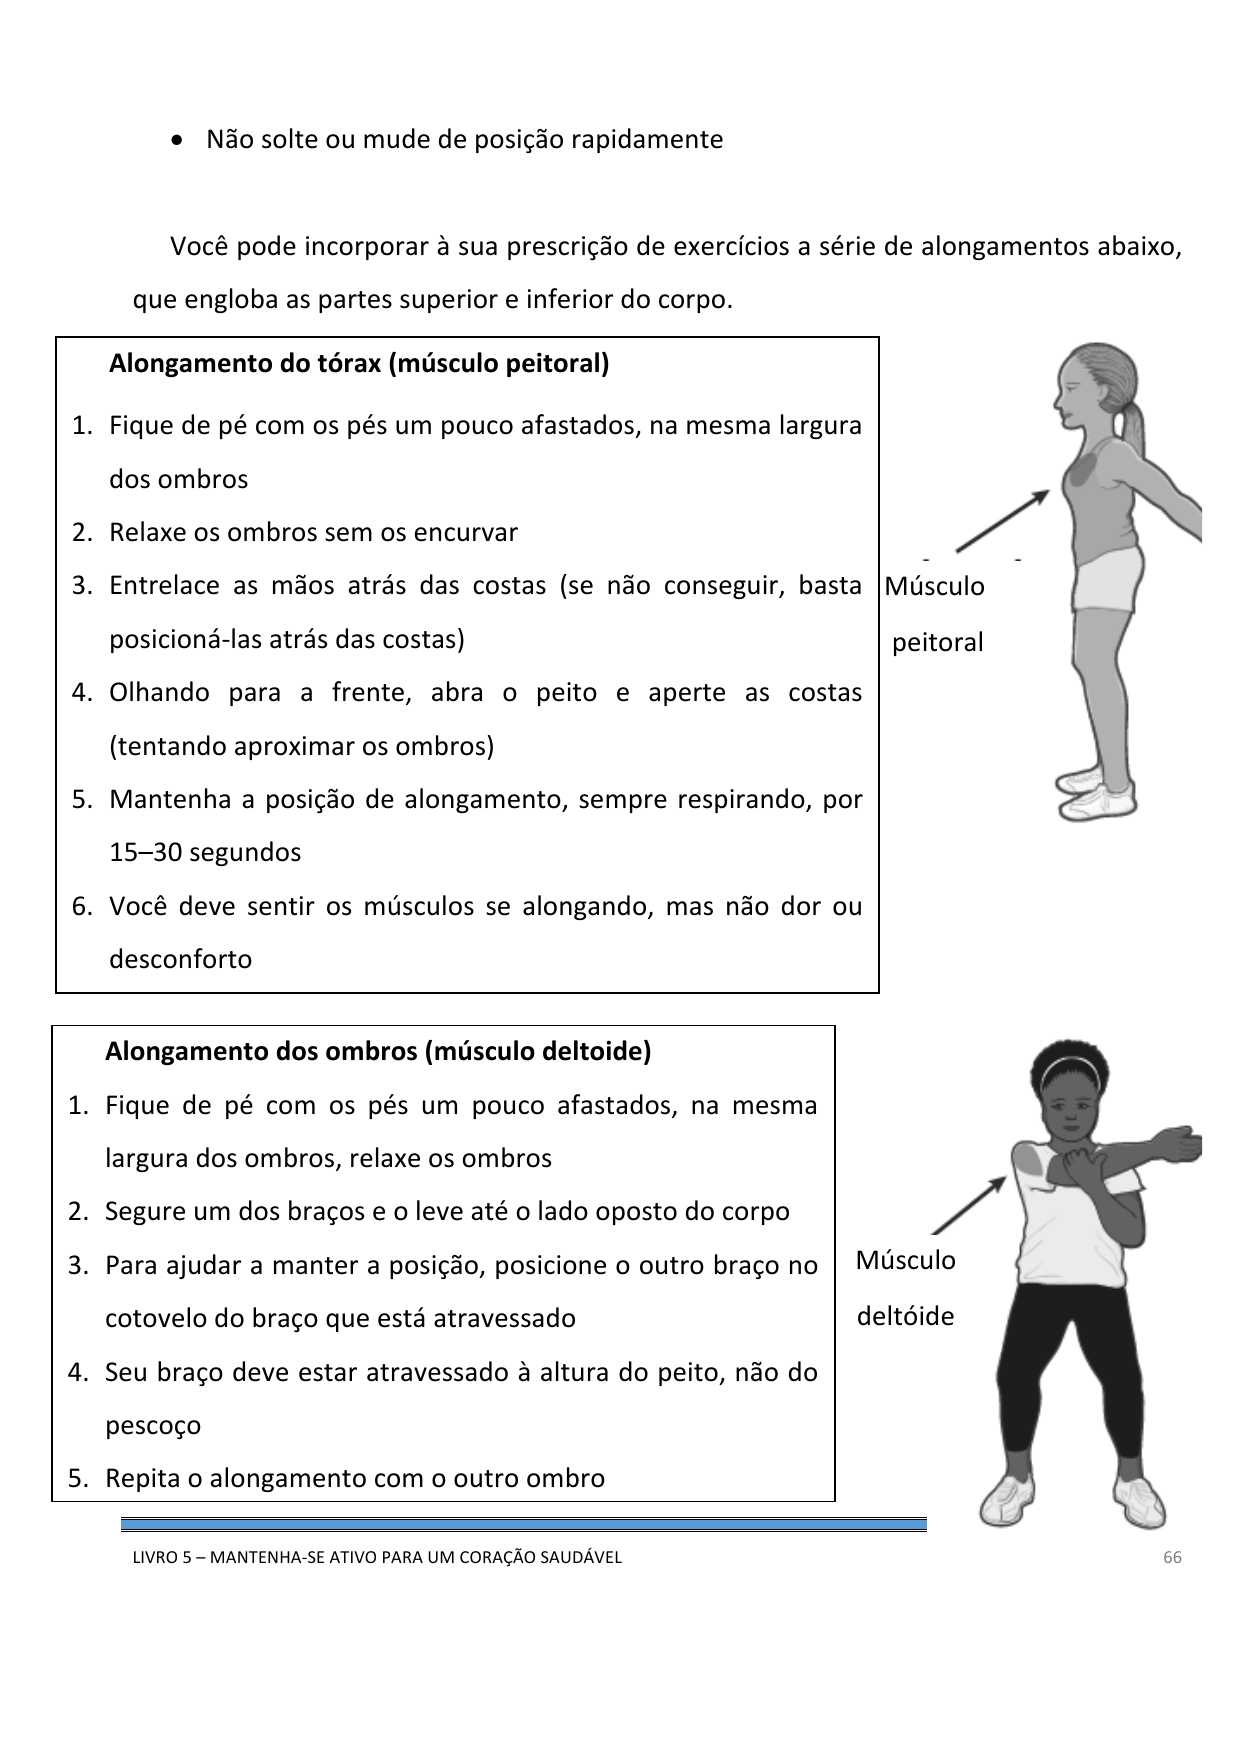 • Não solte ou mude de posição rapidamente
Você pode incorporar à sua prescrição de exercícios a série de alongamentos abaixo,
que engloba as partes superior e inferior do corpo.
Alongamento do tórax (músculo peitoral)
1. Fique de pé com os pés um pouco afastados, na mesma largura
dos ombros
2. Relaxe os ombros sem os encurvar
3. Entrelace as mãos atrás das costas (se não conseguir, basta
posicioná-las atrás das costas)
4. Olhando para a frente, abra o peito e aperte as costas
(tentando aproximar os ombros)
5. Mantenha a posição de alongamento, sempre respirando, por
15–30 segundos
6. Você deve sentir os músculos se alongando, mas não dor ou
desconforto
Músculo
peitoral
Alongamento dos ombros (músculo deltoide)
1. Fique de pé com os pés um pouco afastados, na mesma
largura dos ombros, relaxe os ombros
2. Segure um dos braços e o leve até o lado oposto do corpo
3. Para ajudar a manter a posição, posicione o outro braço no
cotovelo do braço que está atravessado
4. Seu braço deve estar atravessado à altura do peito, não do
pescoço
5. Repita o alongamento com o outro ombro
Músculo
deltóide
LIVRO 5 – MANTENHA-SE ATIVO PARA UM CORAÇÃO SAUDÁVEL 66